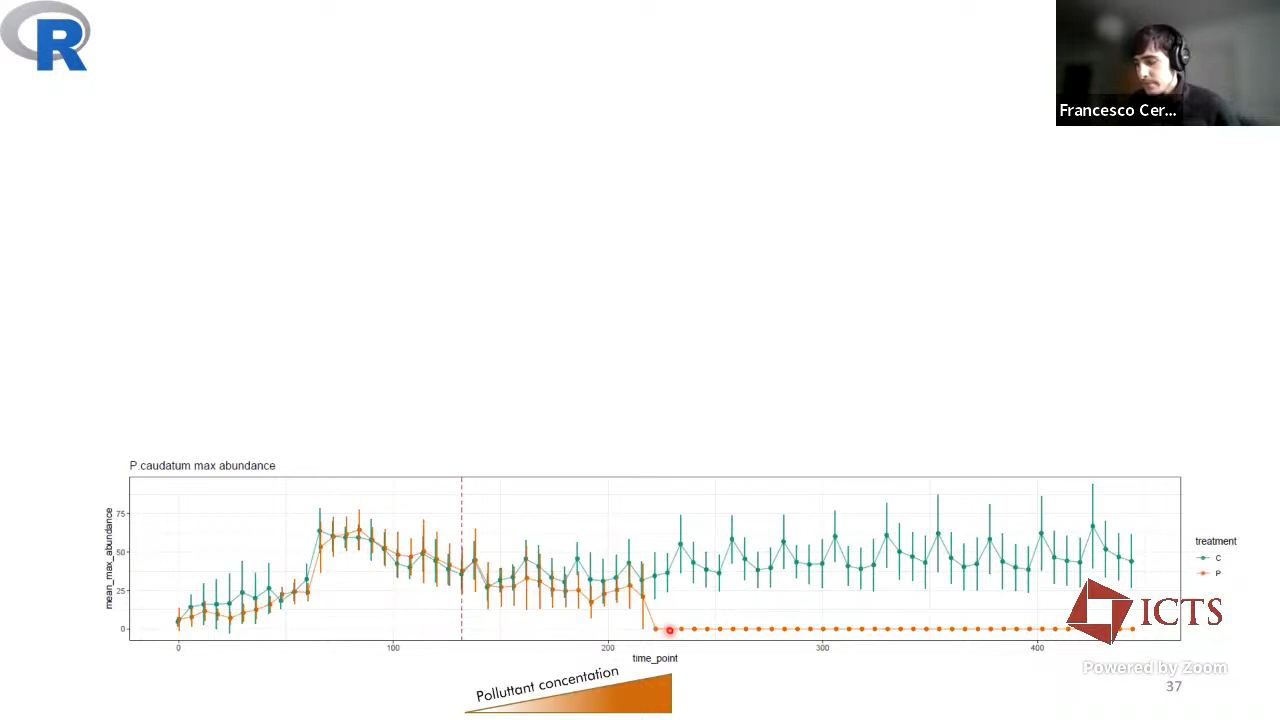 R
Francesco Cer...
P.caudatum max abundance
mean_max_abundance
75
50
25
0
0
100
200
300
400
time_point
treatment
C
P
ICTS
Polluttant concentation
Powered by Zoom
37